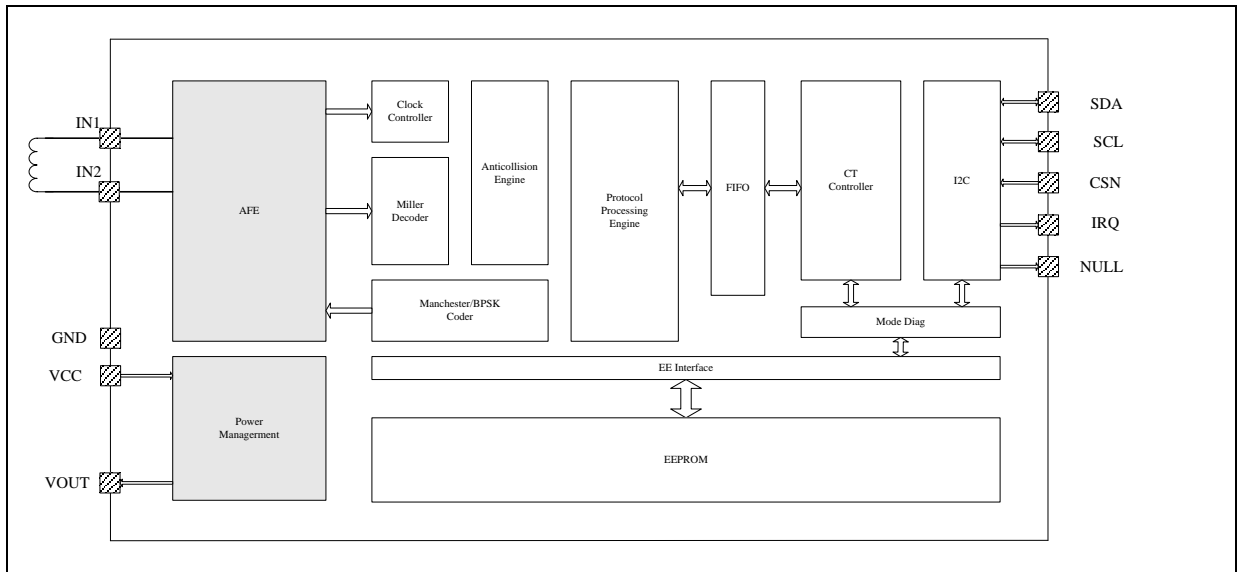 IN1
IN2
GND
VCC
VOUT
AFE
Power
Managerment
Clock
Controller
Miller
Decoder
Anticollision
Engine
Manchester/BPSK
Coder
Protocol
Processing
Engine
FIFO
CT
Controller
I2C
Mode Diag
EE Interface
EEPROM
SDA
SCL
CSN
IRQ
NULL